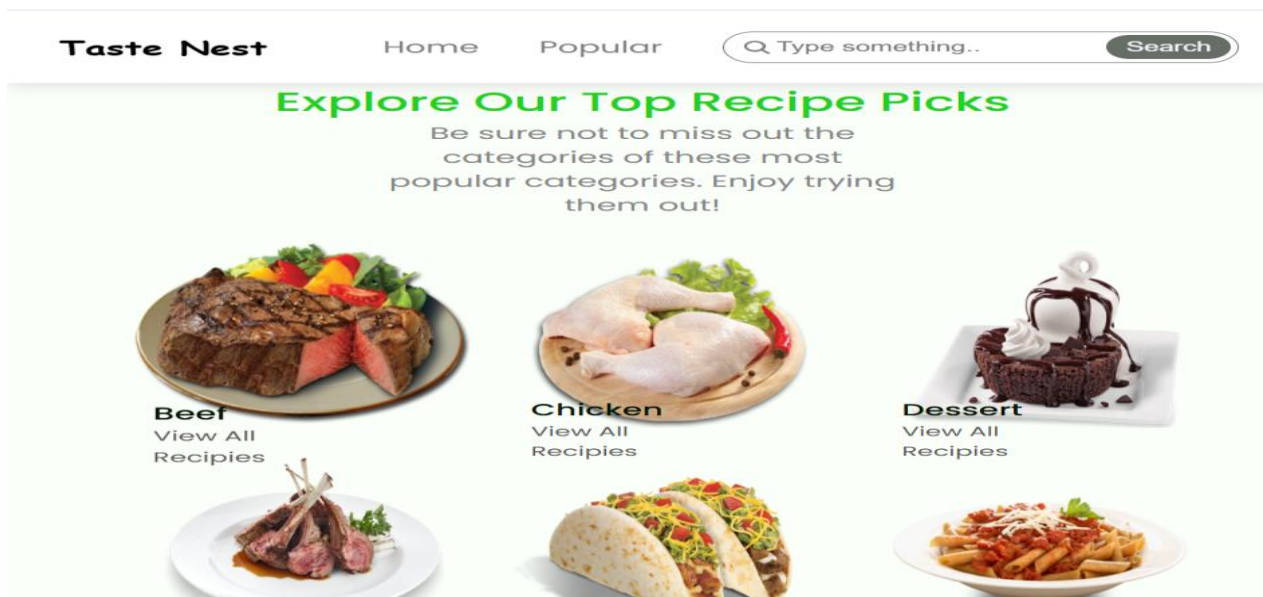 Taste Nest Home Popular Type something.. Search
Explore Our Top Recipe Picks
Be sure not to miss out the
categories of these most
popular categories. Enjoy trying
them out!
Beef
View All
Recipies
Chicken
View All
Recipies
Dessert
View All
Recipies